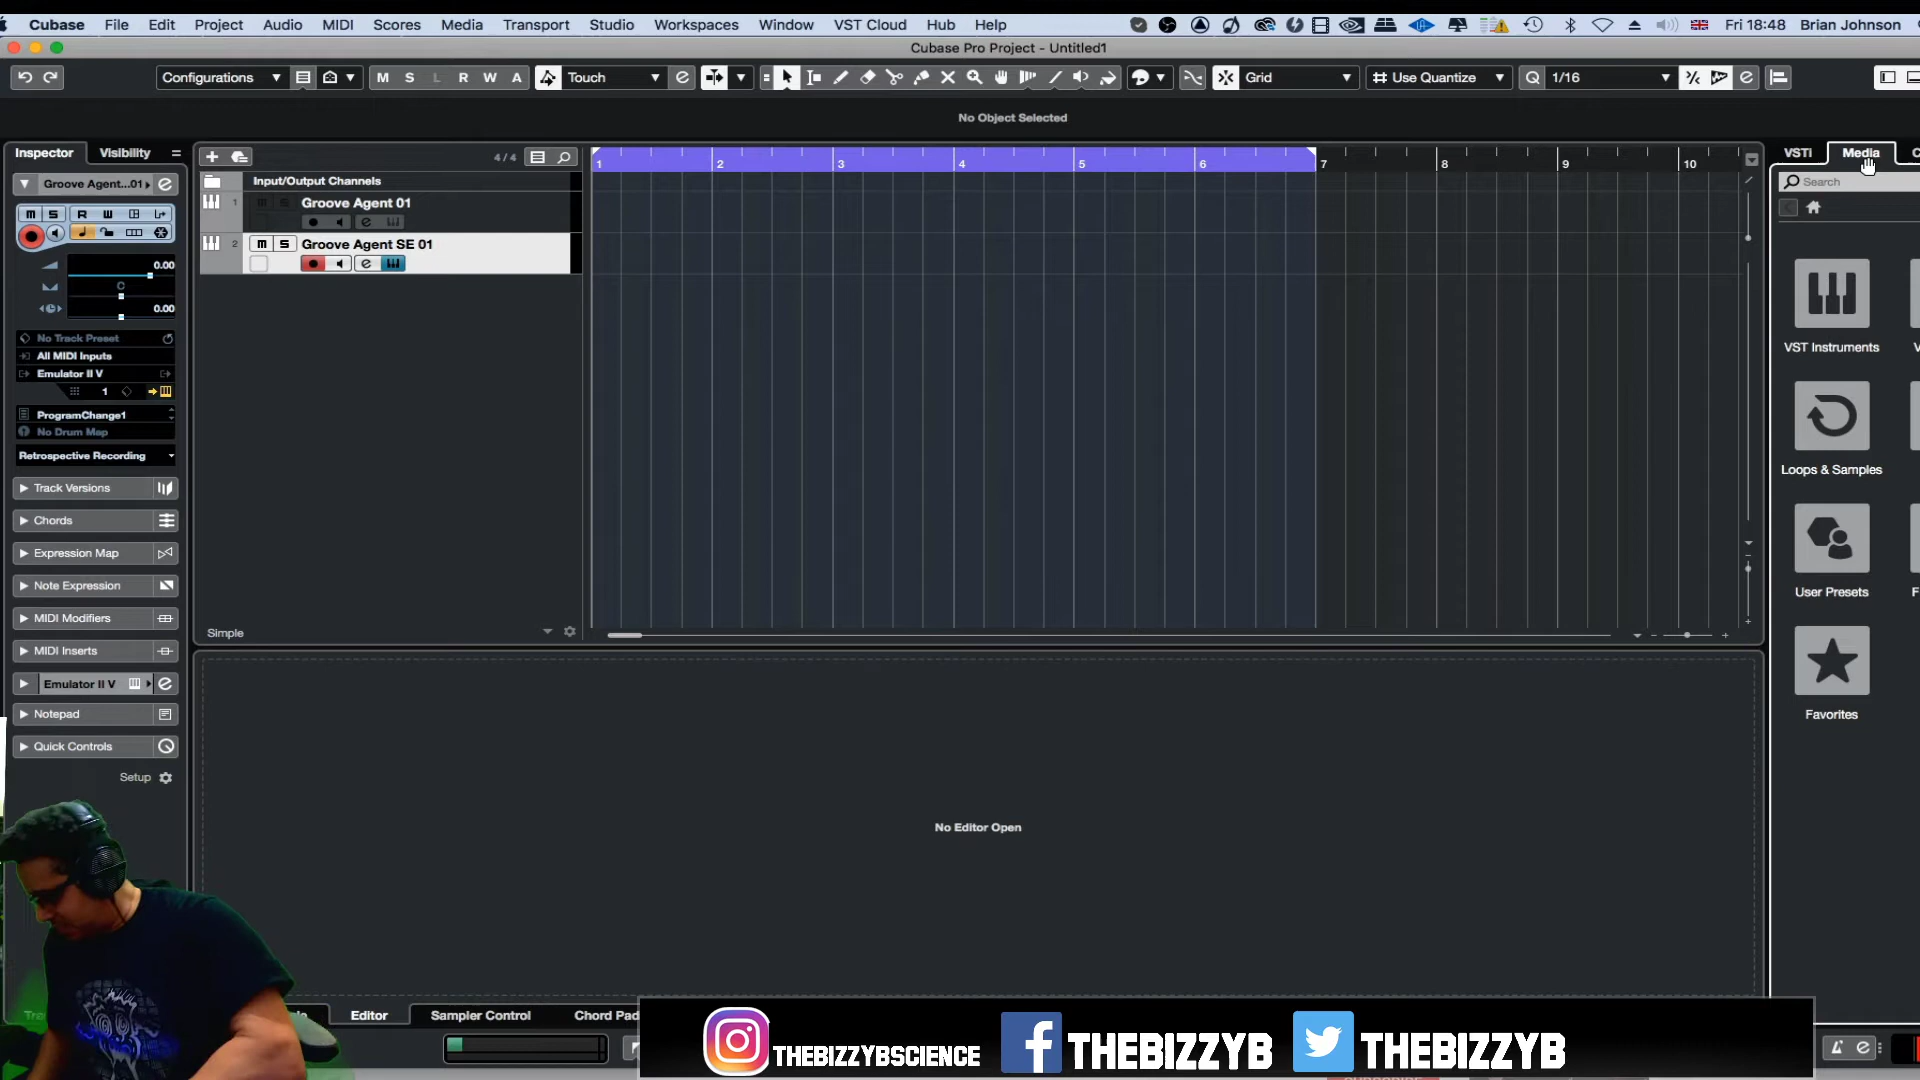 Cubase File Edit Project Audio MIDI Scores Media Transport Studio Workspaces Window VST Cloud Hub Help Fri 18:48 Brian Johnson
Cubase Pro Project - Untitled1
Configurations M S L R W A Touch Grid Use Quantize Q 1/16
No Object Selected
Inspector Visibility
4/4
1 2 3 4 5 6 7 8 9 10
VSTi Media
Search
Groove Agent...01
Input/Output Channels
M S R W
1 M S Groove Agent 01
2 M S Groove Agent SE 01
0.00
C
0.00
No Track Preset
All MIDI Inputs
Emulator II V
1
ProgramChange1
No Drum Map
Retrospective Recording
Track Versions
Chords
Expression Map
Note Expression
MIDI Modifiers
MIDI Inserts
Emulator II V
Notepad
Quick Controls
Setup
Simple
VST Instruments
Loops & Samples
User Presets
Favorites
No Editor Open
Editor Sampler Control
THEBIZZYBSCIENCE THEBIZZYB THEBIZZYB